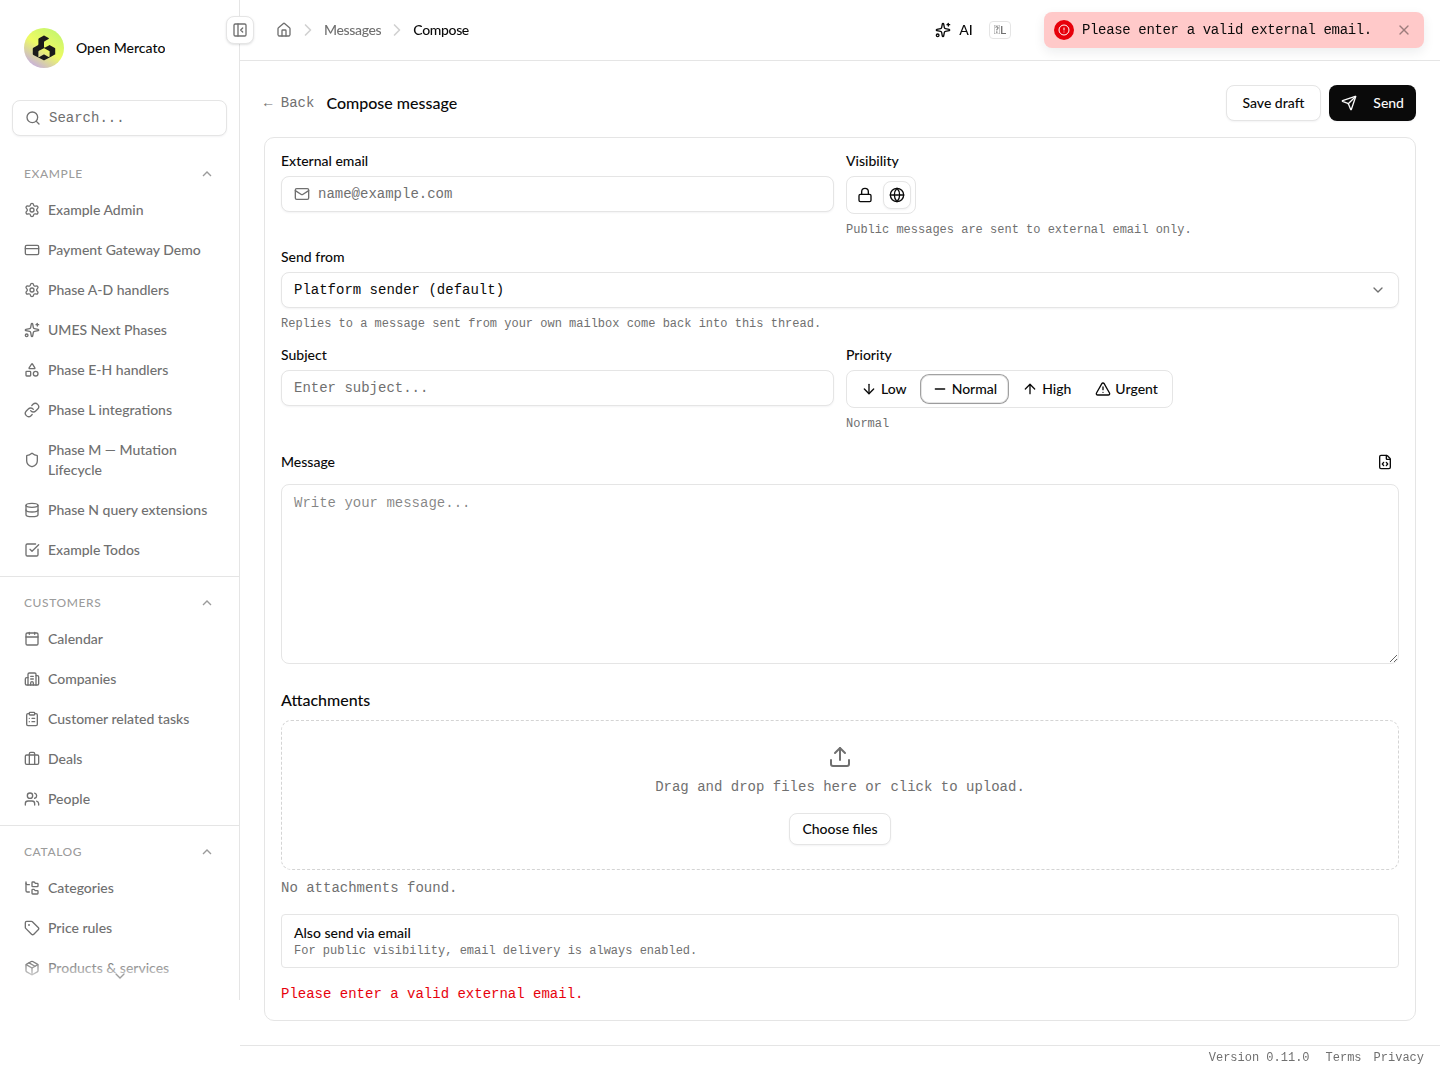 Open Mercato
Search...
EXAMPLE
Example Admin
Payment Gateway Demo
Phase A-D handlers
UMES Next Phases
Phase E-H handlers
Phase L integrations
Phase M — Mutation
Lifecycle
Phase N query extensions
Example Todos
CUSTOMERS
Calendar
Companies
Customer related tasks
Deals
People
CATALOG
Categories
Price rules
Products & services
Messages
Compose
AI
L
Please enter a valid external email.
← Back
Compose message
Save draft
Send
External email
name@example.com
Visibility
Public messages are sent to external email only.
Send from
Platform sender (default)
Replies to a message sent from your own mailbox come back into this thread.
Subject
Enter subject...
Priority
Low
Normal
High
Urgent
Normal
Message
Write your message...
Attachments
Drag and drop files here or click to upload.
Choose files
No attachments found.
Also send via email
For public visibility, email delivery is always enabled.
Please enter a valid external email.
Version 0.11.0
Terms
Privacy